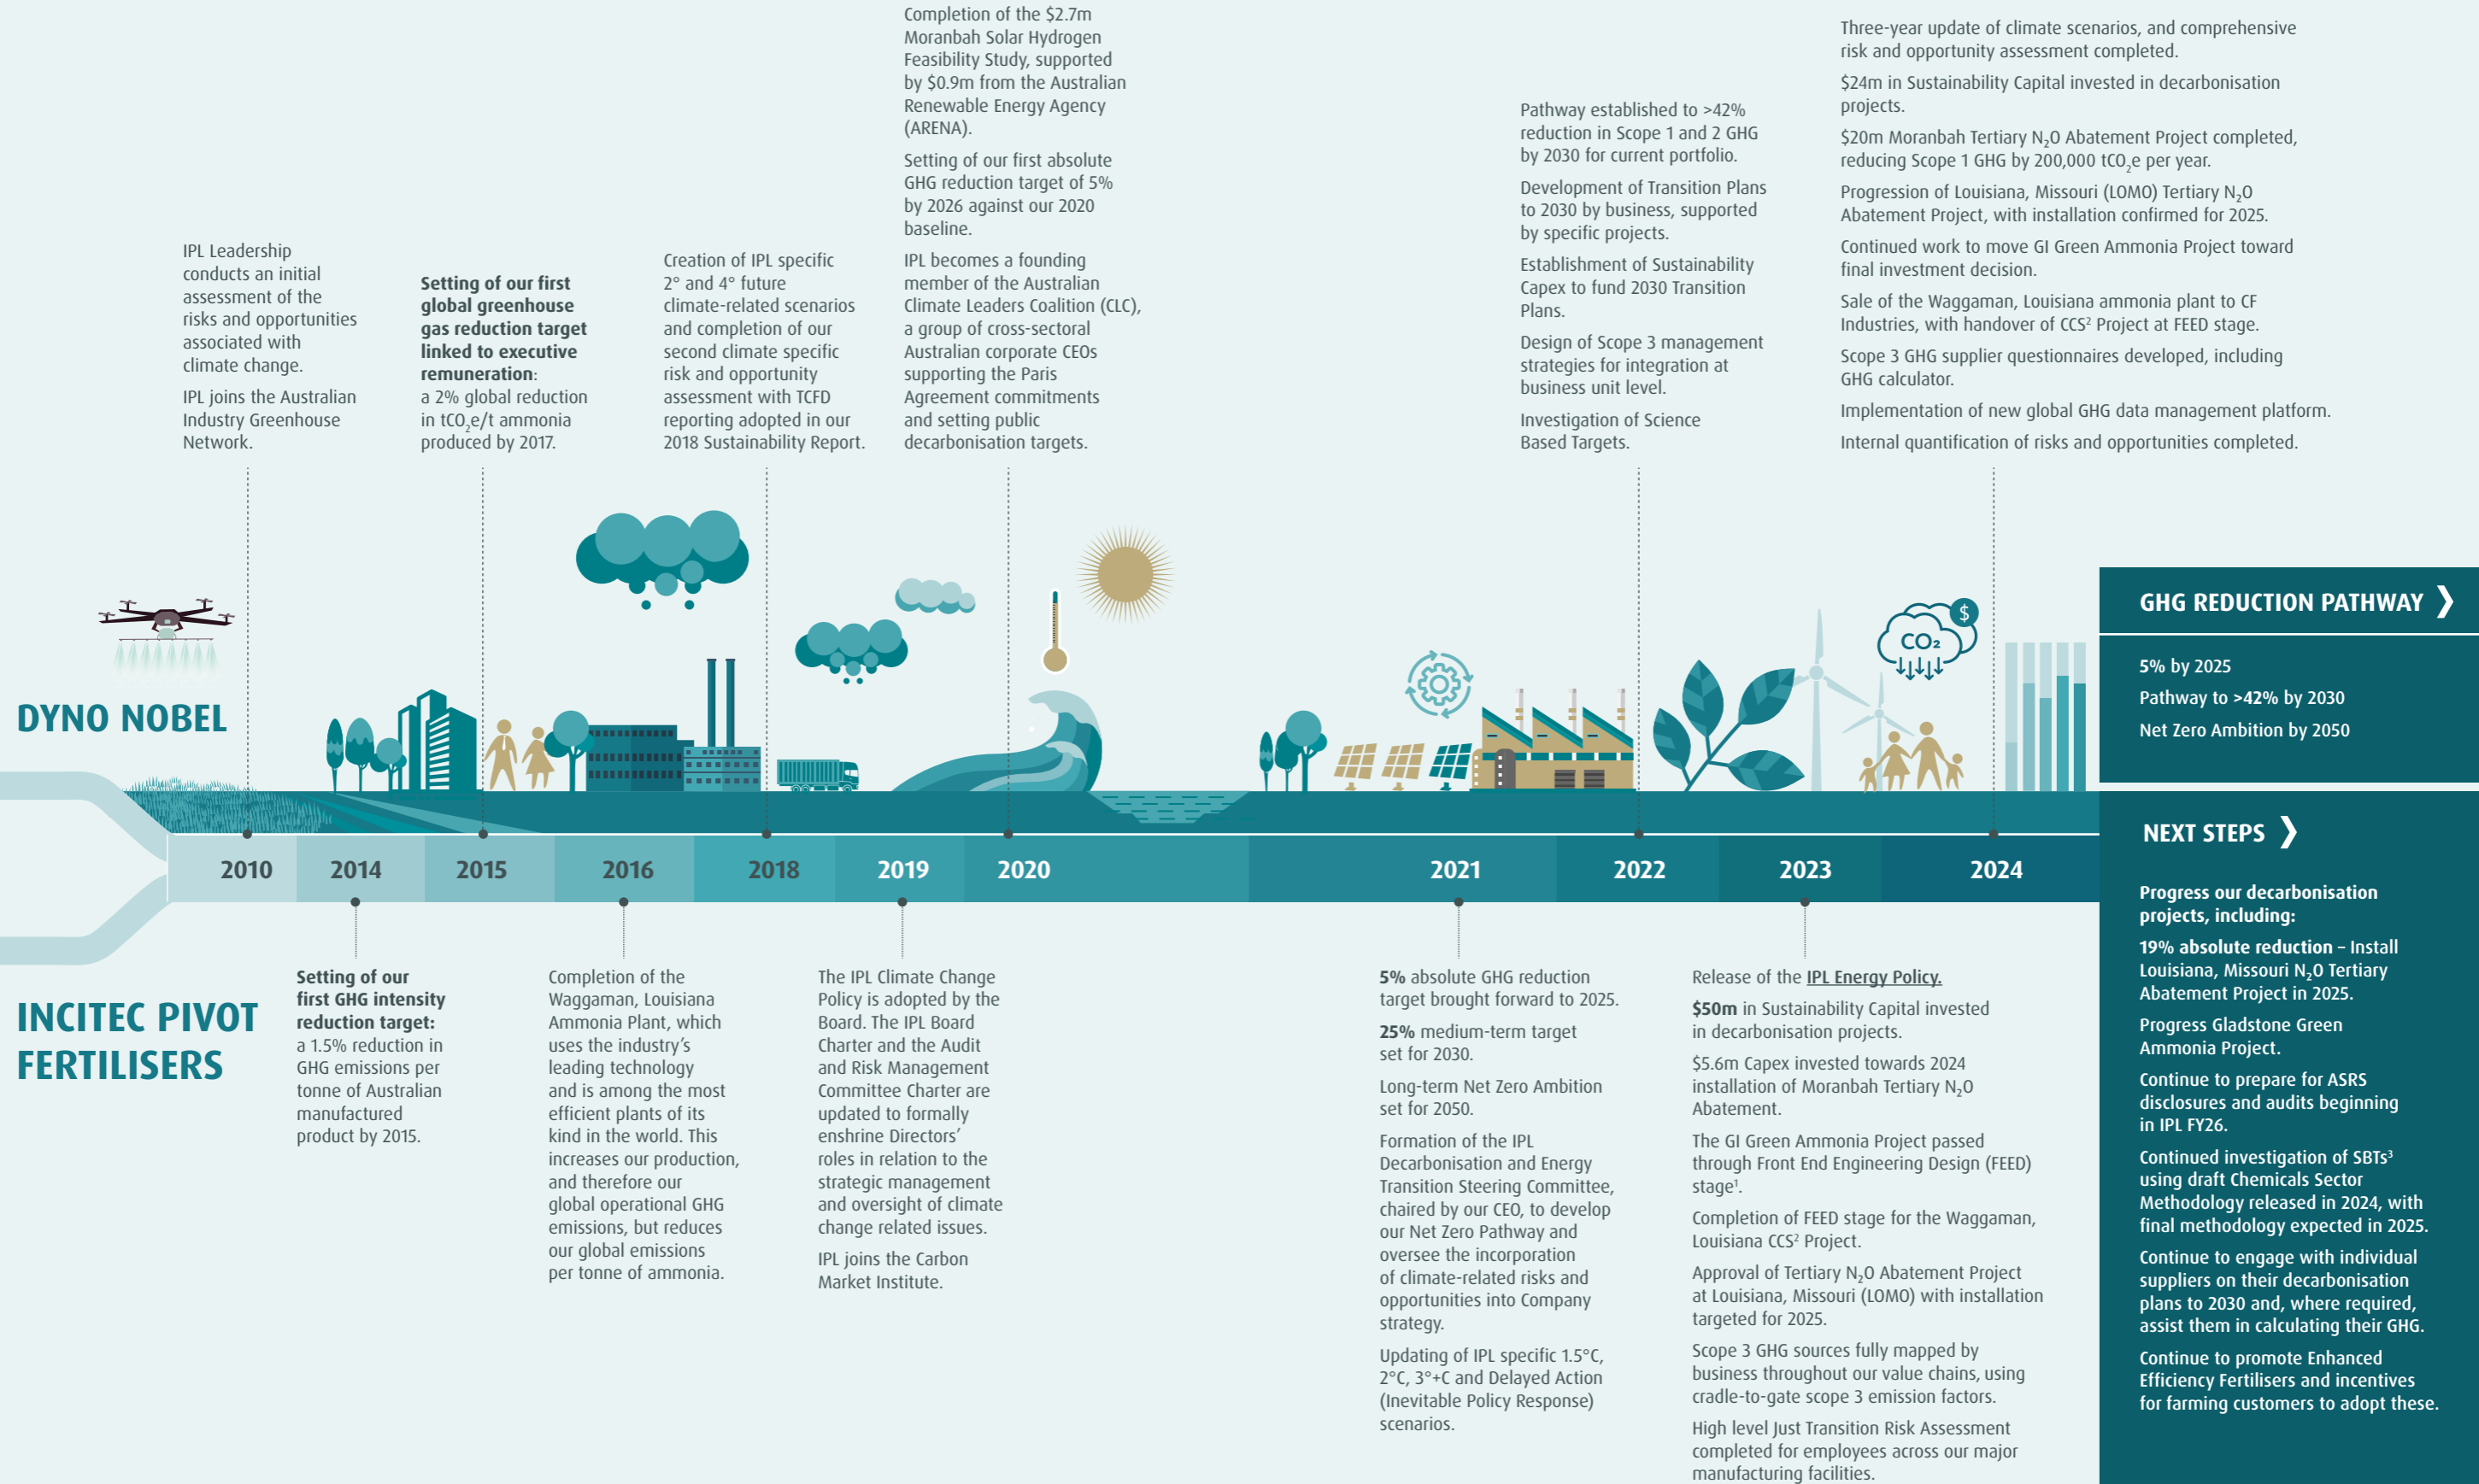 IPL Leadership
conducts an initial
assessment of the
risks and opportunities
associated with
climate change.
IPL joins the Australian
Industry Greenhouse
Network.
Setting of our first
global greenhouse
gas reduction target
linked to executive
remuneration:
a 2% global reduction
in tCO₂e/t ammonia
produced by 2017.
Creation of IPL specific
2° and 4° future
climate-related scenarios
and completion of our
second climate specific
risk and opportunity
assessment with TCFD
reporting adopted in our
2018 Sustainability Report.
Completion of the $2.7m
Moranbah Solar Hydrogen
Feasibility Study, supported
by $0.9m from the Australian
Renewable Energy Agency
(ARENA).
Setting of our first absolute
GHG reduction target of 5%
by 2026 against our 2020
baseline.
IPL becomes a founding
member of the Australian
Climate Leaders Coalition (CLC),
a group of cross-sectoral
Australian corporate CEOs
supporting the Paris
Agreement commitments
and setting public
decarbonisation targets.
Pathway established to >42%
reduction in Scope 1 and 2 GHG
by 2030 for current portfolio.
Development of Transition Plans
to 2030 by business, supported
by specific projects.
Establishment of Sustainability
Capex to fund 2030 Transition
Plans.
Design of Scope 3 management
strategies for integration at
business unit level.
Investigation of Science
Based Targets.
Three-year update of climate scenarios, and comprehensive
risk and opportunity assessment completed.
$24m in Sustainability Capital invested in decarbonisation
projects.
$20m Moranbah Tertiary N₂O Abatement Project completed,
reducing Scope 1 GHG by 200,000 tCO₂e per year.
Progression of Louisiana, Missouri (LOMO) Tertiary N₂O
Abatement Project, with installation confirmed for 2025.
Continued work to move GI Green Ammonia Project toward
final investment decision.
Sale of the Waggaman, Louisiana ammonia plant to CF
Industries, with handover of CCS² Project at FEED stage.
Scope 3 GHG supplier questionnaires developed, including
GHG calculator.
Implementation of new global GHG data management platform.
Internal quantification of risks and opportunities completed.
DYNO NOBEL
CO₂
$
GHG REDUCTION PATHWAY ❯
5% by 2025
Pathway to >42% by 2030
Net Zero Ambition by 2050
2010
2014
2015
2016
2018
2019
2020
2021
2022
2023
2024
INCITEC PIVOT
FERTILISERS
Setting of our
first GHG intensity
reduction target:
a 1.5% reduction in
GHG emissions per
tonne of Australian
manufactured
product by 2015.
Completion of the
Waggaman, Louisiana
Ammonia Plant, which
uses the industry’s
leading technology
and is among the most
efficient plants of its
kind in the world. This
increases our production,
and therefore our
global operational GHG
emissions, but reduces
our global emissions
per tonne of ammonia.
The IPL Climate Change
Policy is adopted by the
Board. The IPL Board
Charter and the Audit
and Risk Management
Committee Charter are
updated to formally
enshrine Directors’
roles in relation to the
strategic management
and oversight of climate
change related issues.
IPL joins the Carbon
Market Institute.
5% absolute GHG reduction
target brought forward to 2025.
25% medium-term target
set for 2030.
Long-term Net Zero Ambition
set for 2050.
Formation of the IPL
Decarbonisation and Energy
Transition Steering Committee,
chaired by our CEO, to develop
our Net Zero Pathway and
oversee the incorporation
of climate-related risks and
opportunities into Company
strategy.
Updating of IPL specific 1.5°C,
2°C, 3°+C and Delayed Action
(Inevitable Policy Response)
scenarios.
Release of the IPL Energy Policy.
$50m in Sustainability Capital invested
in decarbonisation projects.
$5.6m Capex invested towards 2024
installation of Moranbah Tertiary N₂O
Abatement.
The GI Green Ammonia Project passed
through Front End Engineering Design (FEED)
stage¹.
Completion of FEED stage for the Waggaman,
Louisiana CCS² Project.
Approval of Tertiary N₂O Abatement Project
at Louisiana, Missouri (LOMO) with installation
targeted for 2025.
Scope 3 GHG sources fully mapped by
business throughout our value chains, using
cradle-to-gate scope 3 emission factors.
High level Just Transition Risk Assessment
completed for employees across our major
manufacturing facilities.
NEXT STEPS ❯
Progress our decarbonisation
projects, including:
19% absolute reduction – Install
Louisiana, Missouri N₂O Tertiary
Abatement Project in 2025.
Progress Gladstone Green
Ammonia Project.
Continue to prepare for ASRS
disclosures and audits beginning
in IPL FY26.
Continued investigation of SBTs³
using draft Chemicals Sector
Methodology released in 2024, with
final methodology expected in 2025.
Continue to engage with individual
suppliers on their decarbonisation
plans to 2030 and, where required,
assist them in calculating their GHG.
Continue to promote Enhanced
Efficiency Fertilisers and incentives
for farming customers to adopt these.